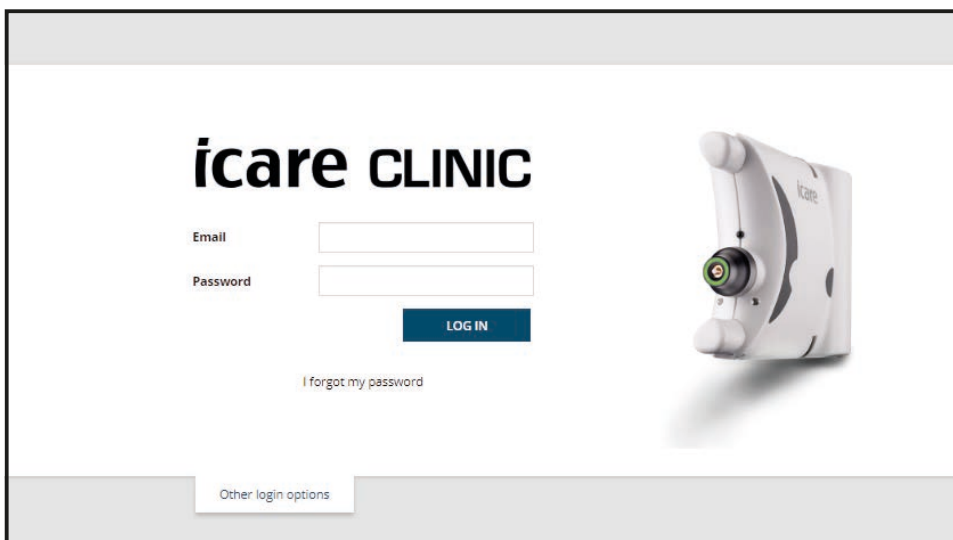 icare CLINIC
Email
Password
LOG IN
I forgot my password
Other login options
icare